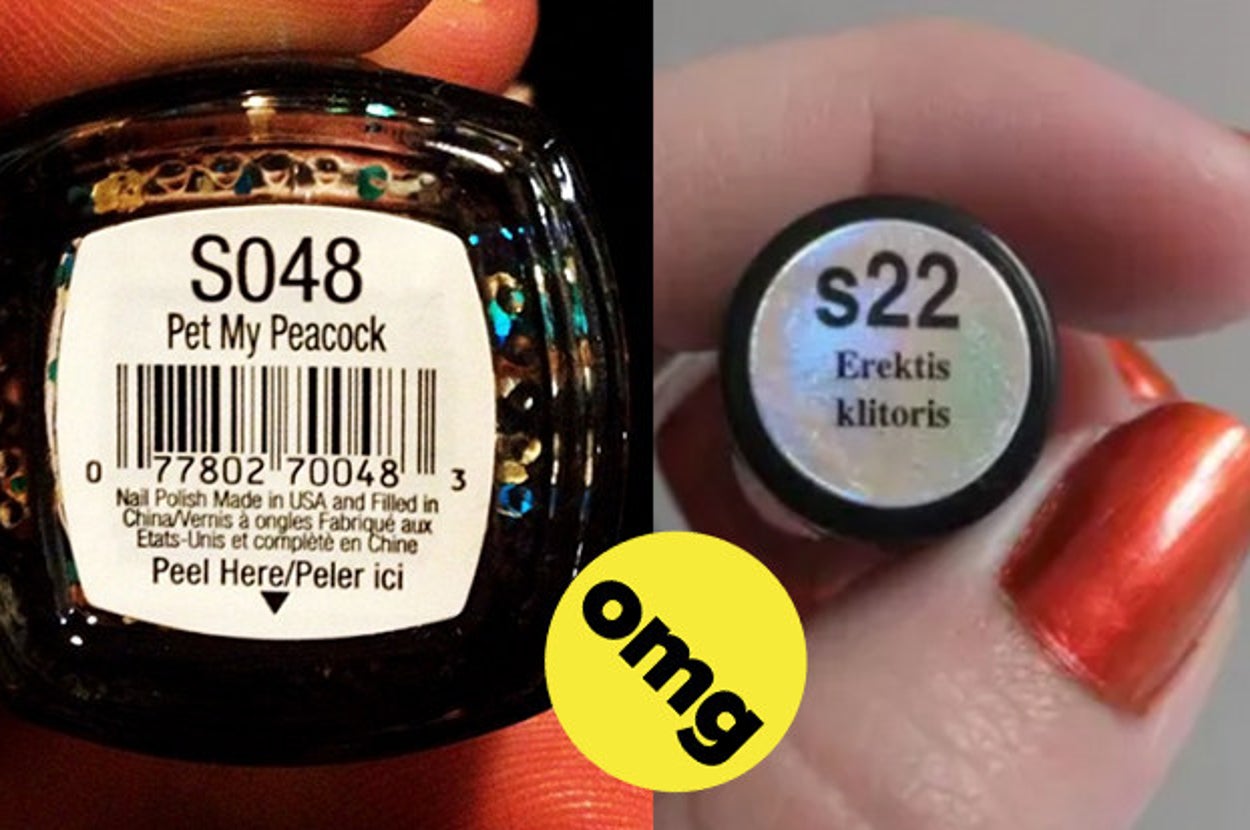 S048
Pet My Peacock
0 77802 70048 3
Nail Polish Made in USA and Filled in
China/Vernis à ongles Fabriqué aux
Etats-Unis et complèté en Chine
Peel Here/Peler ici
s22
Erektis
klitoris
omg